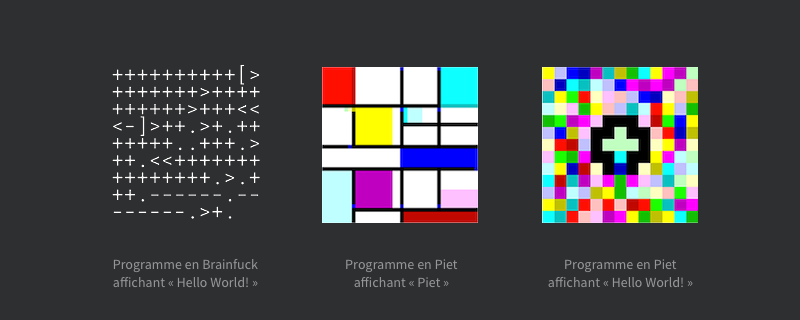 ++++++++++[>
+++++++>++++
++++++>+++<<
<-]>++.>+.++
+++++..+++.>
++.<<+++++++
++++++++.>.+
++.------.--
------.>+.
Programme en Brainfuck
affichant « Hello World! »
Programme en Piet
affichant « Piet »
Programme en Piet
affichant « Hello World! »